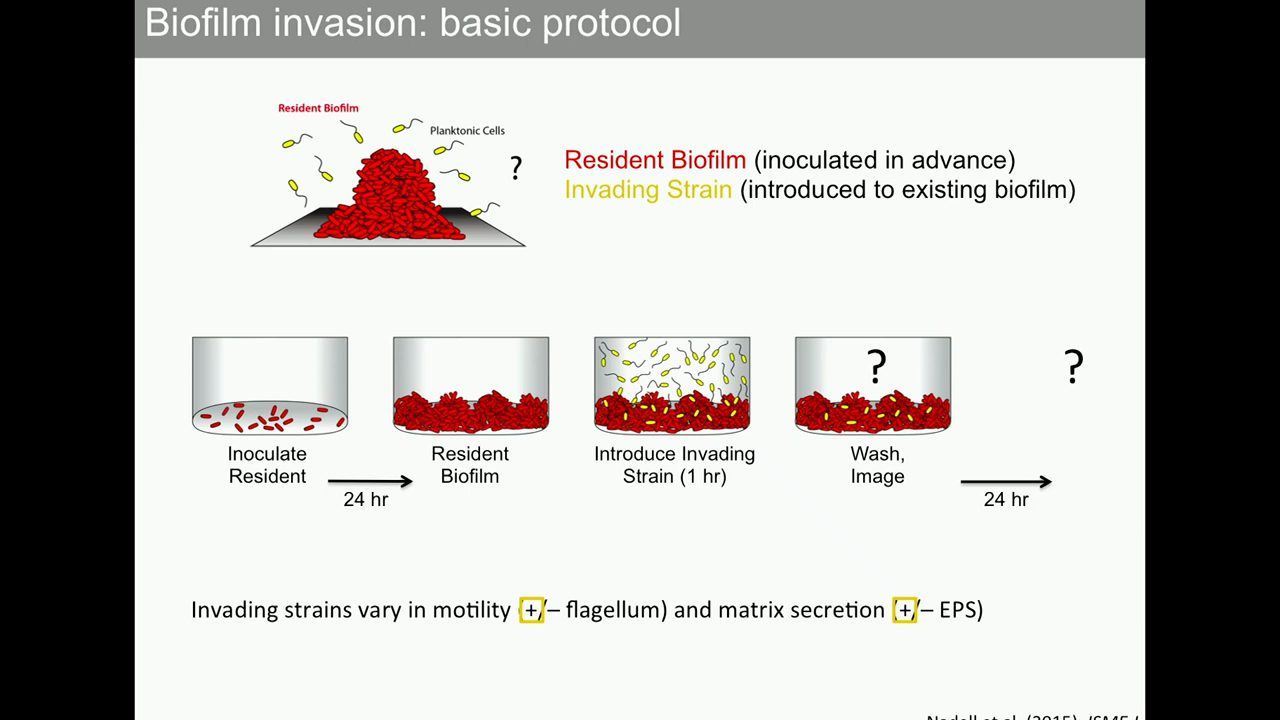 Biofilm invasion: basic protocol
Resident Biofilm
Planktonic Cells
?
Resident Biofilm (inoculated in advance)
Invading Strain (introduced to existing biofilm)
? ?
Inoculate Resident
24 hr
Resident Biofilm
Introduce Invading Strain (1 hr)
Wash, Image
24 hr
Invading strains vary in motility (+/– flagellum) and matrix secretion (+/– EPS)
Nadell et al. (2015) ISME J